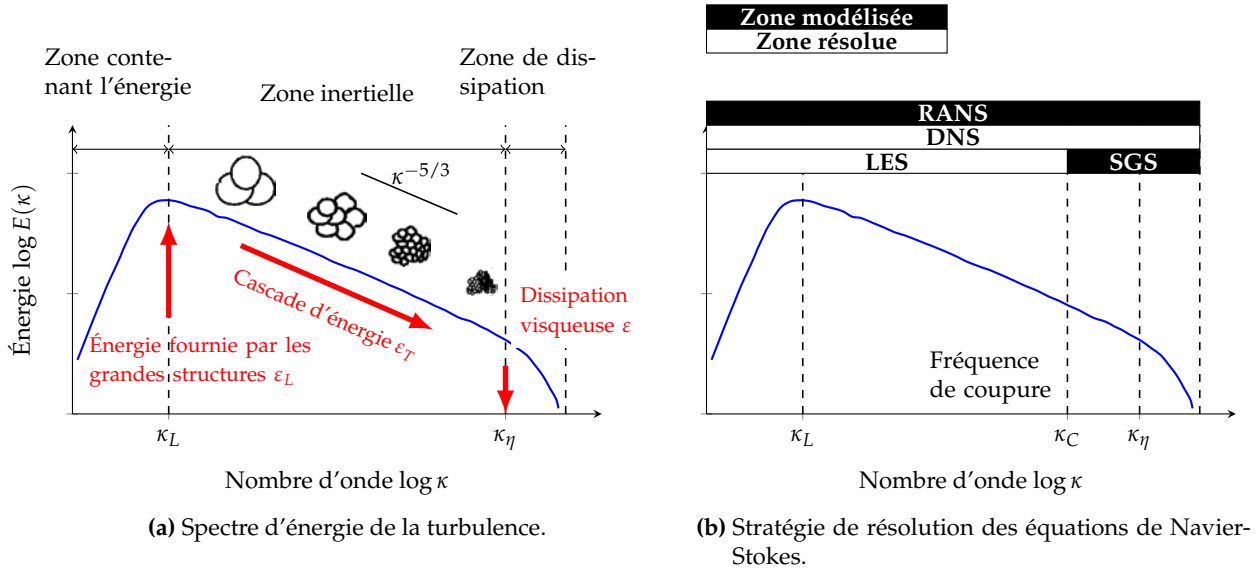 Zone conte-
nant l'énergie
Zone inertielle
Zone de dis-
sipation
κ^{-5/3}
Énergie log E(κ)
Cascade d'énergie ε_T
Dissipation
visqueuse ε
Énergie fournie par les
grandes structures ε_L
κ_L
κ_η
Nombre d'onde log κ
(a) Spectre d'énergie de la turbulence.
Zone modélisée
Zone résolue
RANS
DNS
LES
SGS
Fréquence
de coupure
κ_L
κ_C
κ_η
Nombre d'onde log κ
(b) Stratégie de résolution des équations de Navier-
Stokes.